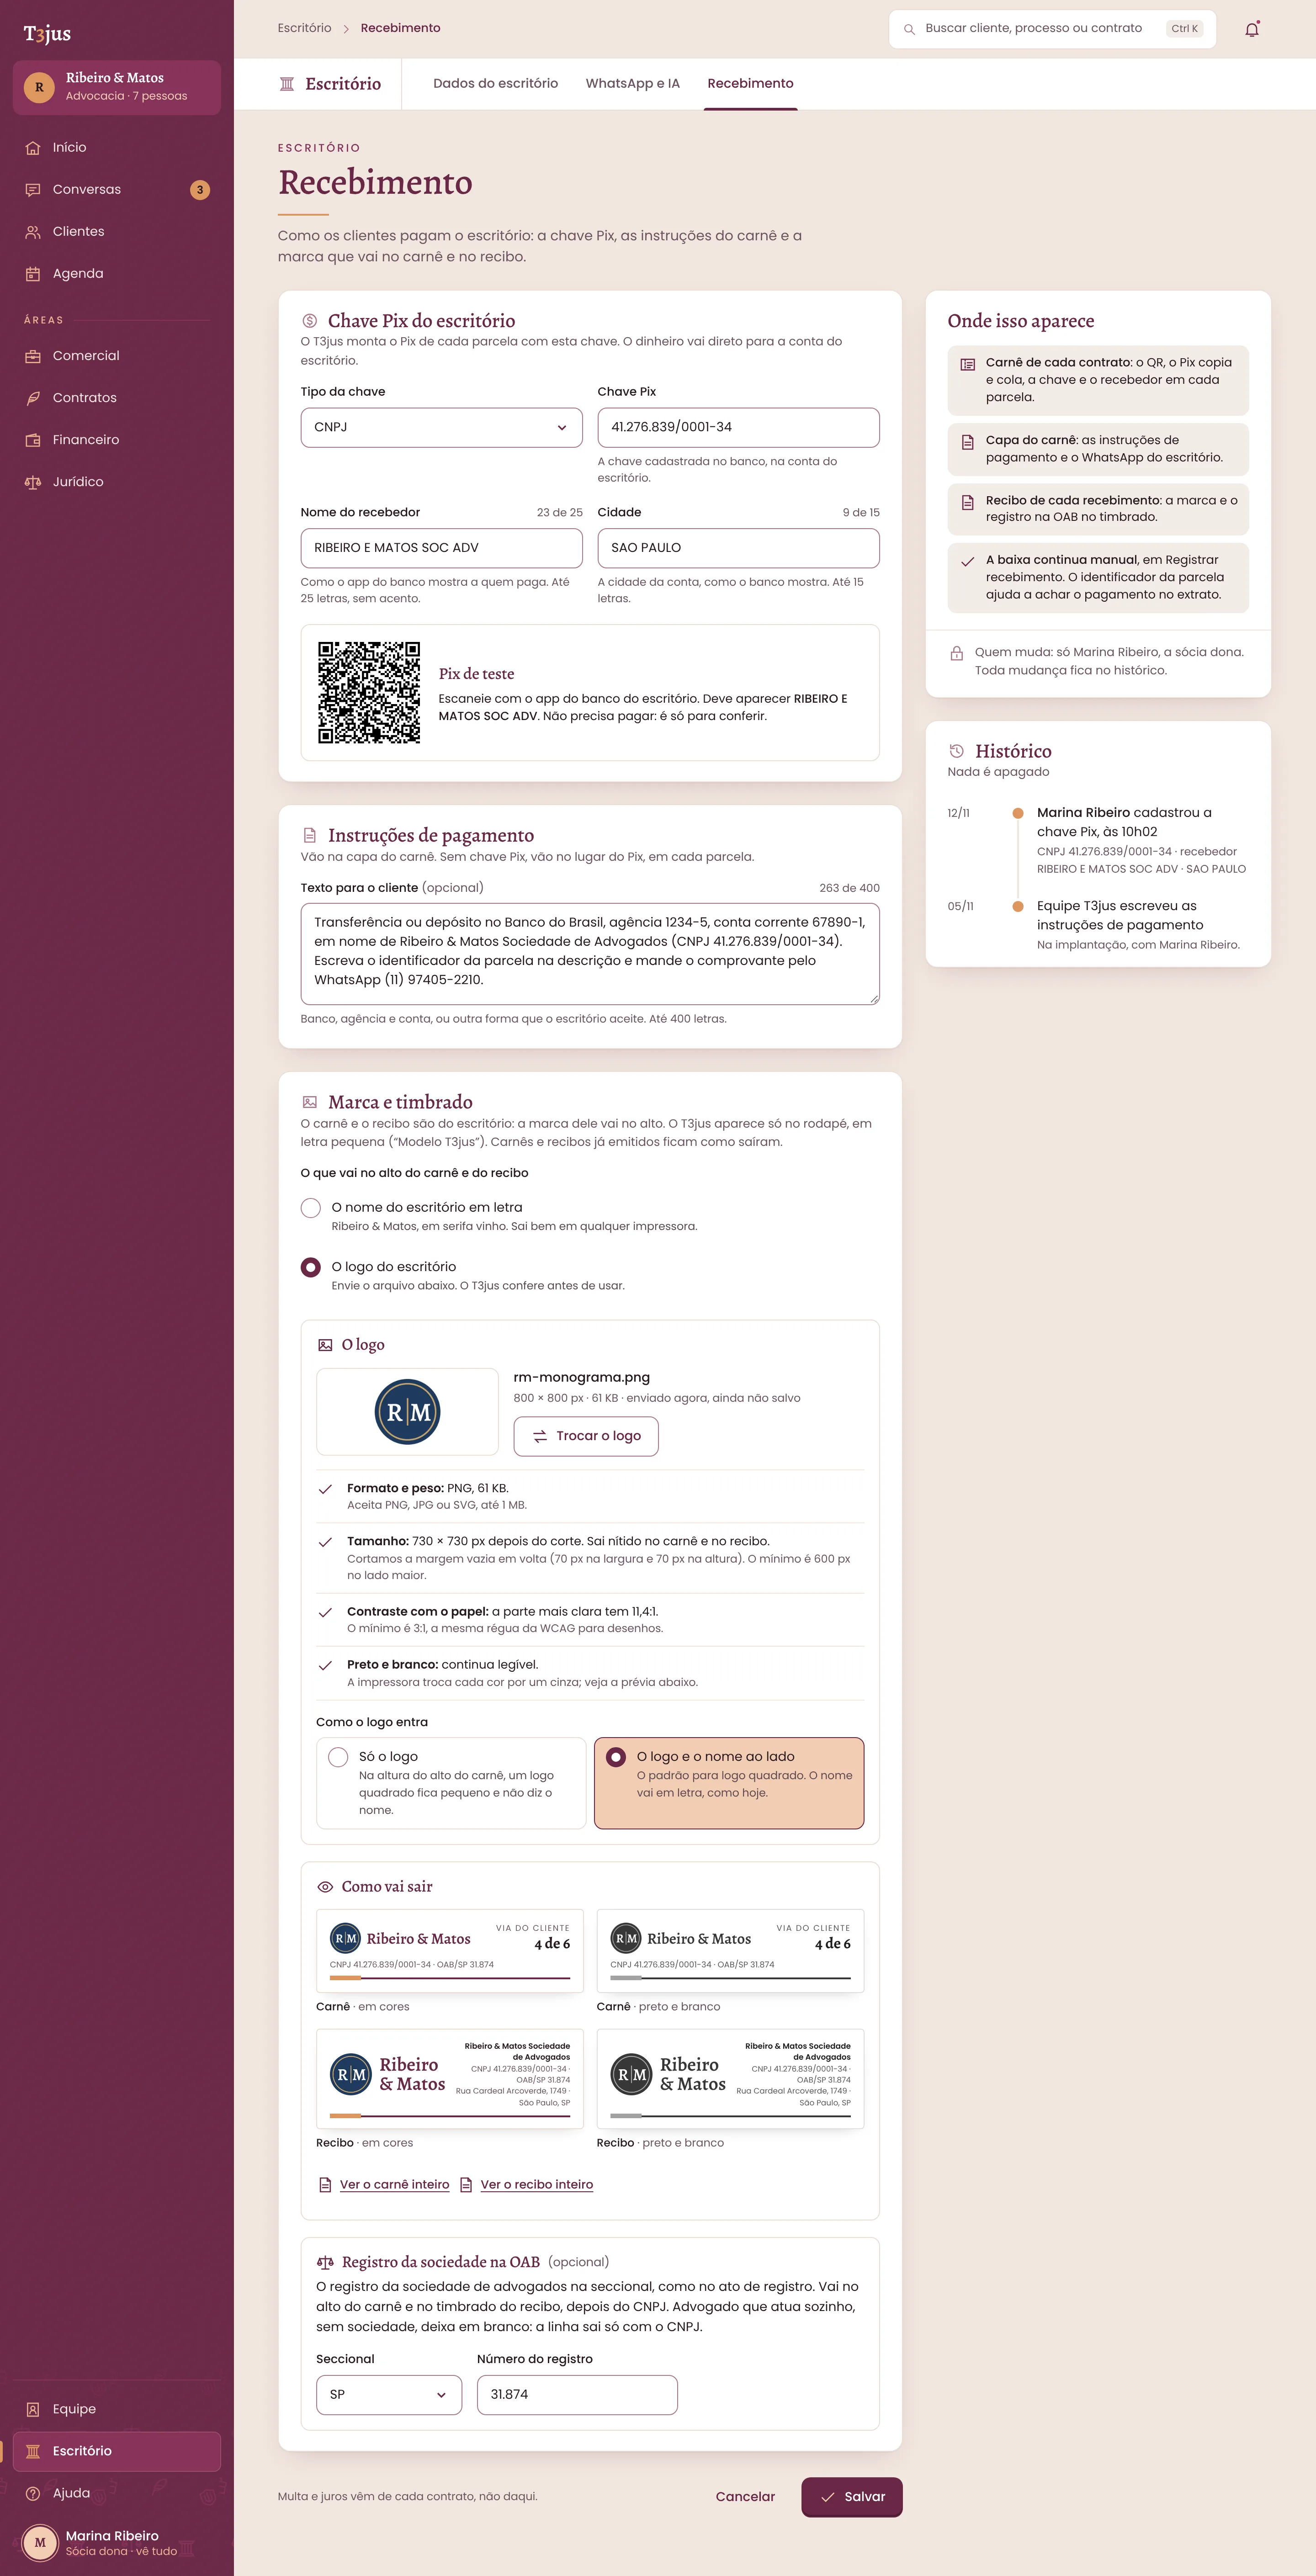 T3jus
R
Ribeiro & Matos
Advocacia · 7 pessoas
Início
Conversas
3
Clientes
Agenda
ÁREAS
Comercial
Contratos
Financeiro
Jurídico
Equipe
Escritório
Ajuda
M
Marina Ribeiro
Sócia dona · vê tudo
Escritório
Recebimento
Buscar cliente, processo ou contrato
Ctrl K
Escritório
Dados do escritório
WhatsApp e IA
Recebimento
ESCRITÓRIO
Recebimento
Como os clientes pagam o escritório: a chave Pix, as instruções do carnê e a
marca que vai no carnê e no recibo.
Chave Pix do escritório
O T3jus monta o Pix de cada parcela com esta chave. O dinheiro vai direto para a conta do
escritório.
Tipo da chave
CNPJ
Chave Pix
41.276.839/0001-34
A chave cadastrada no banco, na conta do
escritório.
Nome do recebedor
23 de 25
RIBEIRO E MATOS SOC ADV
Como o app do banco mostra a quem paga. Até
25 letras, sem acento.
Cidade
9 de 15
SAO PAULO
A cidade da conta, como o banco mostra. Até 15
letras.
Pix de teste
Escaneie com o app do banco do escritório. Deve aparecer RIBEIRO E
MATOS SOC ADV. Não precisa pagar: é só para conferir.
Instruções de pagamento
Vão na capa do carnê. Sem chave Pix, vão no lugar do Pix, em cada parcela.
Texto para o cliente (opcional)
263 de 400
Transferência ou depósito no Banco do Brasil, agência 1234-5, conta corrente 67890-1,
em nome de Ribeiro & Matos Sociedade de Advogados (CNPJ 41.276.839/0001-34).
Escreva o identificador da parcela na descrição e mande o comprovante pelo
WhatsApp (11) 97405-2210.
Banco, agência e conta, ou outra forma que o escritório aceite. Até 400 letras.
Marca e timbrado
O carnê e o recibo são do escritório: a marca dele vai no alto. O T3jus aparece só no rodapé, em
letra pequena (“Modelo T3jus”). Carnês e recibos já emitidos ficam como saíram.
O que vai no alto do carnê e do recibo
O nome do escritório em letra
Ribeiro & Matos, em serifa vinho. Sai bem em qualquer impressora.
O logo do escritório
Envie o arquivo abaixo. O T3jus confere antes de usar.
O logo
R|M
rm-monograma.png
800 × 800 px · 61 KB · enviado agora, ainda não salvo
Trocar o logo
Formato e peso: PNG, 61 KB.
Aceita PNG, JPG ou SVG, até 1 MB.
Tamanho: 730 × 730 px depois do corte. Sai nítido no carnê e no recibo.
Cortamos a margem vazia em volta (70 px na largura e 70 px na altura). O mínimo é 600 px
no lado maior.
Contraste com o papel: a parte mais clara tem 11,4:1.
O mínimo é 3:1, a mesma régua da WCAG para desenhos.
Preto e branco: continua legível.
A impressora troca cada cor por um cinza; veja a prévia abaixo.
Como o logo entra
Só o logo
Na altura do alto do carnê, um logo
quadrado fica pequeno e não diz o
nome.
O logo e o nome ao lado
O padrão para logo quadrado. O nome
vai em letra, como hoje.
Como vai sair
R|M
Ribeiro & Matos
VIA DO CLIENTE
4 de 6
CNPJ 41.276.839/0001-34 · OAB/SP 31.874
Carnê · em cores
R|M
Ribeiro & Matos
VIA DO CLIENTE
4 de 6
CNPJ 41.276.839/0001-34 · OAB/SP 31.874
Carnê · preto e branco
R|M
Ribeiro
& Matos
Ribeiro & Matos Sociedade
de Advogados
CNPJ 41.276.839/0001-34 ·
OAB/SP 31.874
Rua Cardeal Arcoverde, 1749 ·
São Paulo, SP
Recibo · em cores
R|M
Ribeiro
& Matos
Ribeiro & Matos Sociedade
de Advogados
CNPJ 41.276.839/0001-34 ·
OAB/SP 31.874
Rua Cardeal Arcoverde, 1749 ·
São Paulo, SP
Recibo · preto e branco
Ver o carnê inteiro
Ver o recibo inteiro
Registro da sociedade na OAB (opcional)
O registro da sociedade de advogados na seccional, como no ato de registro. Vai no
alto do carnê e no timbrado do recibo, depois do CNPJ. Advogado que atua sozinho,
sem sociedade, deixa em branco: a linha sai só com o CNPJ.
Seccional
SP
Número do registro
31.874
Multa e juros vêm de cada contrato, não daqui.
Cancelar
Salvar
Onde isso aparece
Carnê de cada contrato: o QR, o Pix copia
e cola, a chave e o recebedor em cada
parcela.
Capa do carnê: as instruções de
pagamento e o WhatsApp do escritório.
Recibo de cada recebimento: a marca e o
registro na OAB no timbrado.
A baixa continua manual, em Registrar
recebimento. O identificador da parcela
ajuda a achar o pagamento no extrato.
Quem muda: só Marina Ribeiro, a sócia dona.
Toda mudança fica no histórico.
Histórico
Nada é apagado
12/11
Marina Ribeiro cadastrou a
chave Pix, às 10h02
CNPJ 41.276.839/0001-34 · recebedor
RIBEIRO E MATOS SOC ADV · SAO PAULO
05/11
Equipe T3jus escreveu as
instruções de pagamento
Na implantação, com Marina Ribeiro.